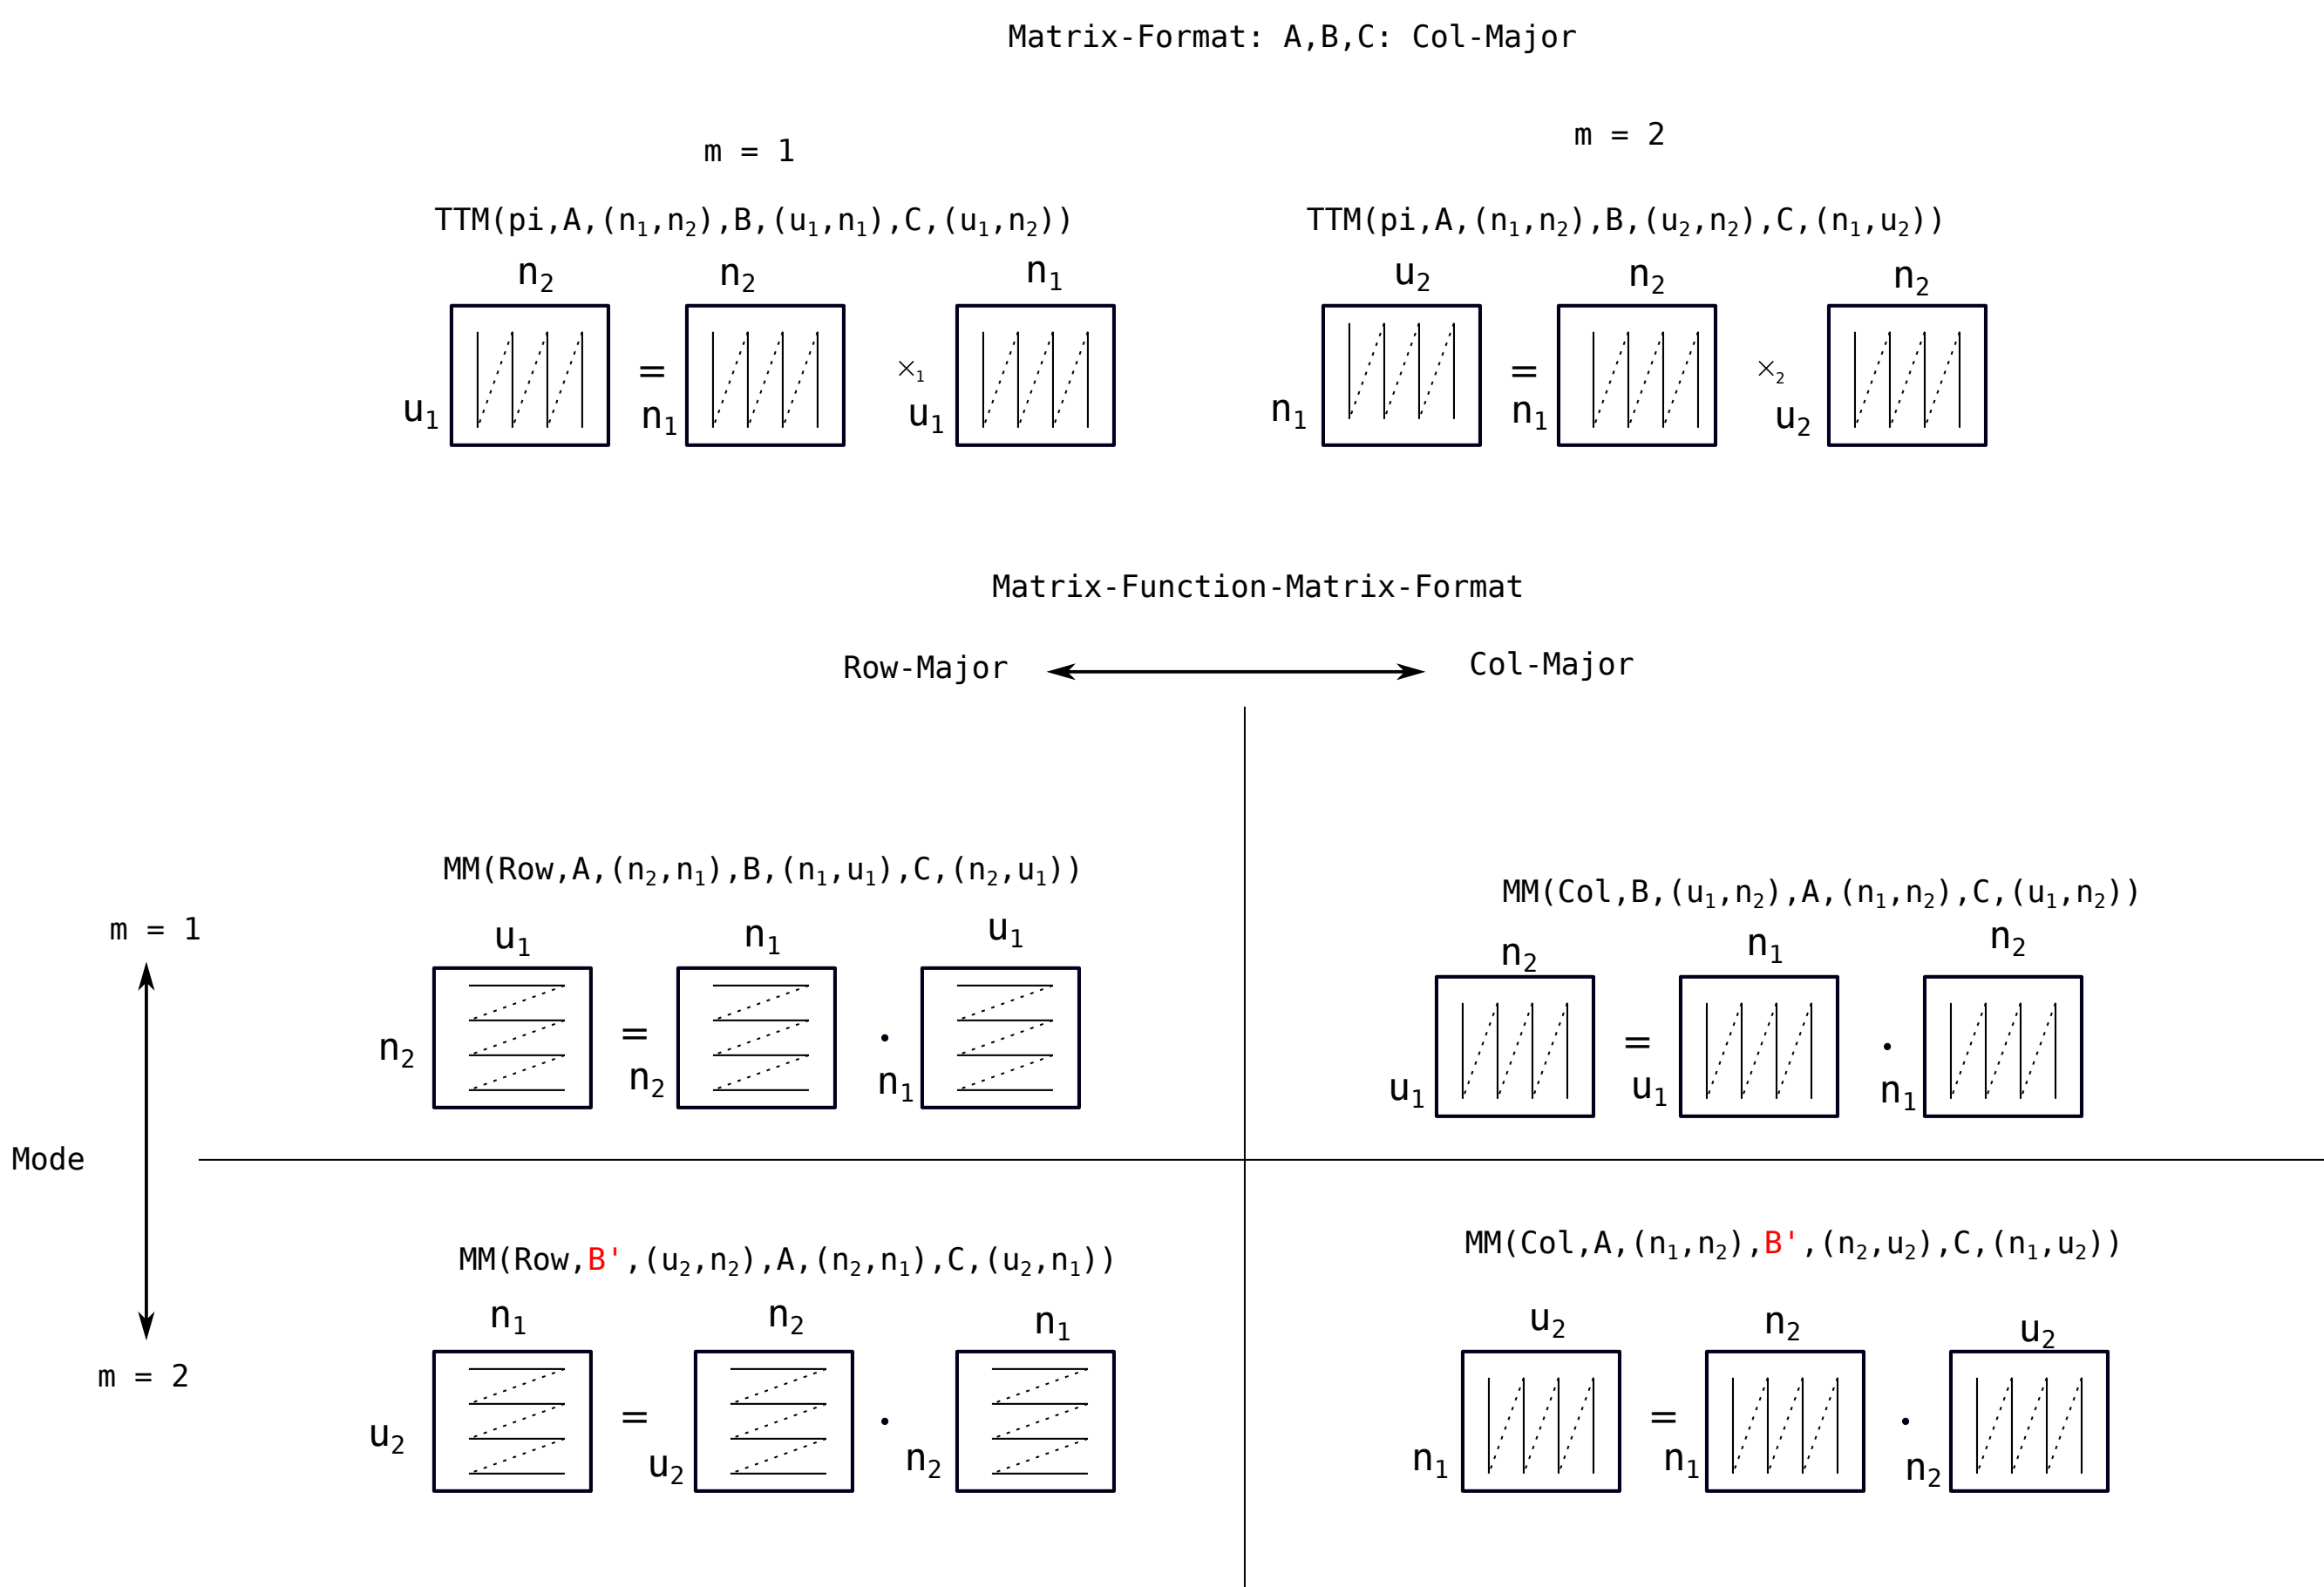 Matrix-Format: A,B,C: Col-Major
m = 1
m = 2
TTM(pi,A,(n₁,n₂),B,(u₁,n₁),C,(u₁,n₂))
TTM(pi,A,(n₁,n₂),B,(u₂,n₂),C,(n₁,u₂))
n₂ n₂ n₁
u₁ = n₁ ×₁ u₁
u₂ n₂ n₂
n₁ = n₁ ×₂ u₂
Matrix-Function-Matrix-Format
Row-Major
Col-Major
Mode
m = 1
MM(Row,A,(n₂,n₁),B,(n₁,u₁),C,(n₂,u₁))
u₁ n₁ u₁
n₂ = n₂ · n₁
MM(Col,B,(u₁,n₂),A,(n₁,n₂),C,(u₁,n₂))
n₂ n₁ n₂
u₁ = u₁ · n₁
m = 2
MM(Row,B',(u₂,n₂),A,(n₂,n₁),C,(u₂,n₁))
n₁ n₂ n₁
u₂ = u₂ · n₂
MM(Col,A,(n₁,n₂),B',(n₂,u₂),C,(n₁,u₂))
u₂ n₂ u₂
n₁ = n₁ · n₂